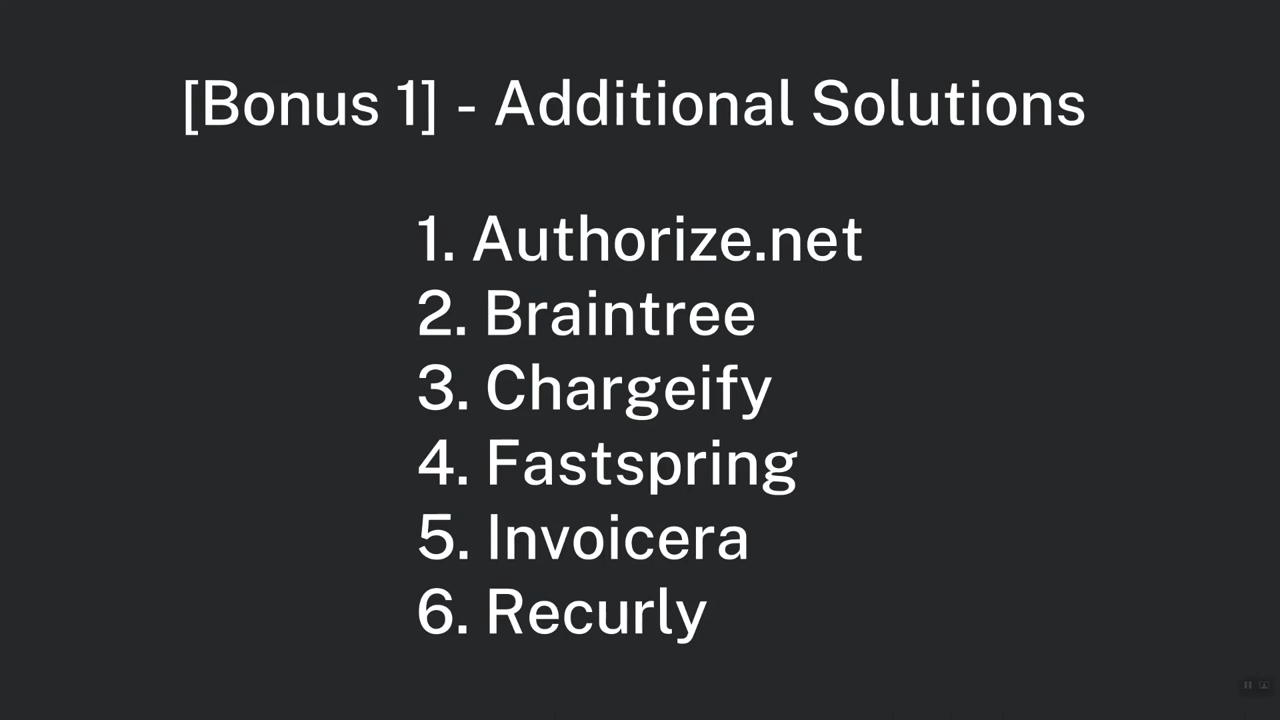 [Bonus 1] - Additional Solutions
1. Authorize.net
2. Braintree
3. Chargeify
4. Fastspring
5. Invoicera
6. Recurly